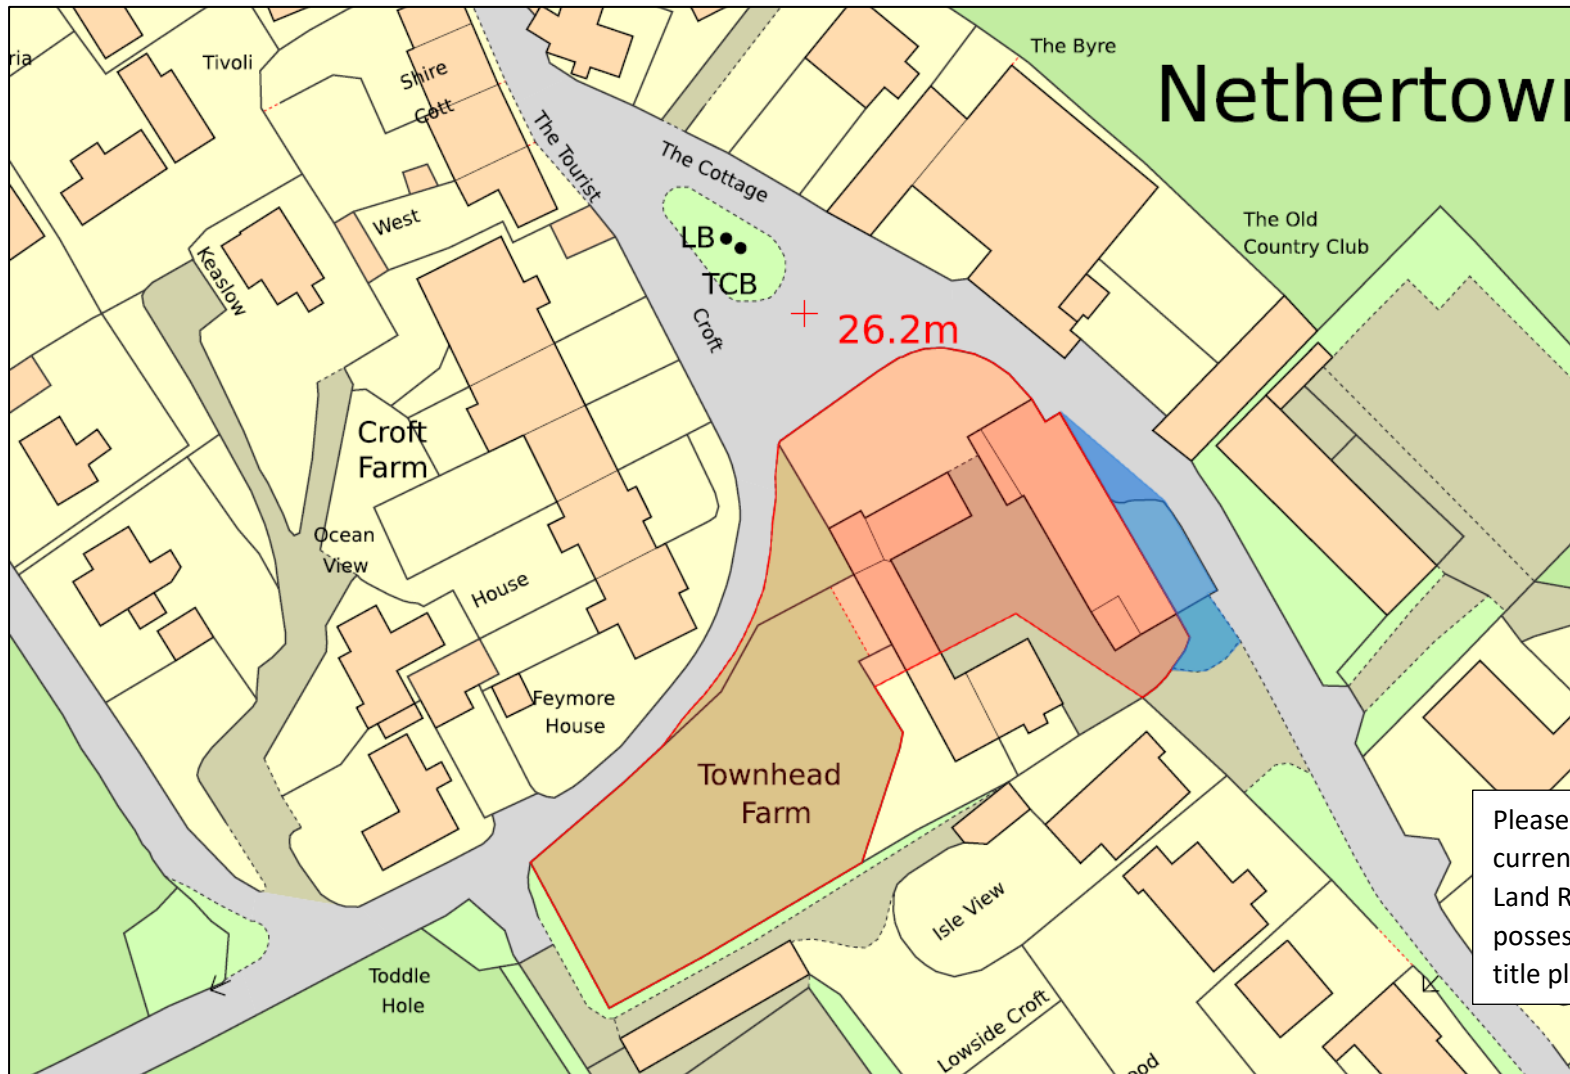 ria
Tivoli
Shire
Cott
The Tourist
The Cottage
The Byre
Nethertown
West
Keaslow
LB
TCB
Croft
26.2m
The Old
Country Club
Croft
Farm
Ocean
View
House
Feymore
House
Townhead
Farm
Isle View
Toddle
Hole
Lowside Croft
ood
Please
curren
Land R
posses
title pl